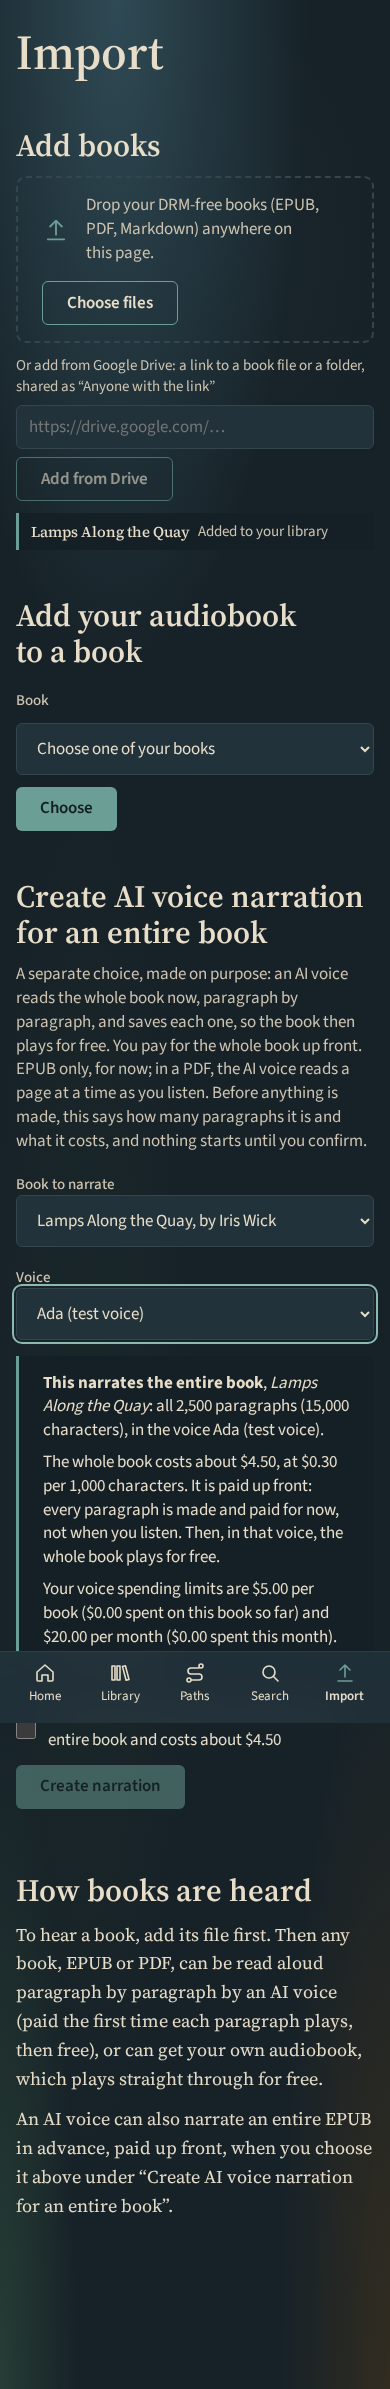 Import
Add books
Drop your DRM-free books (EPUB,
PDF, Markdown) anywhere on
this page.
Choose files
Or add from Google Drive: a link to a book file or a folder,
shared as “Anyone with the link”
https://drive.google.com/…
Add from Drive
Lamps Along the Quay Added to your library
Add your audiobook
to a book
Book
Choose one of your books
Choose
Create AI voice narration
for an entire book
A separate choice, made on purpose: an AI voice
reads the whole book now, paragraph by
paragraph, and saves each one, so the book then
plays for free. You pay for the whole book up front.
EPUB only, for now; in a PDF, the AI voice reads a
page at a time as you listen. Before anything is
made, this says how many paragraphs it is and
what it costs, and nothing starts until you confirm.
Book to narrate
Lamps Along the Quay, by Iris Wick
Voice
Ada (test voice)
This narrates the entire book, Lamps
Along the Quay: all 2,500 paragraphs (15,000
characters), in the voice Ada (test voice).
The whole book costs about $4.50, at $0.30
per 1,000 characters. It is paid up front:
every paragraph is made and paid for now,
not when you listen. Then, in that voice, the
whole book plays for free.
Your voice spending limits are $5.00 per
book ($0.00 spent on this book so far) and
$20.00 per month ($0.00 spent this month).
Home Library Paths Search Import
entire book and costs about $4.50
Create narration
How books are heard
To hear a book, add its file first. Then any
book, EPUB or PDF, can be read aloud
paragraph by paragraph by an AI voice
(paid the first time each paragraph plays,
then free), or can get your own audiobook,
which plays straight through for free.
An AI voice can also narrate an entire EPUB
in advance, paid up front, when you choose
it above under “Create AI voice narration
for an entire book”.